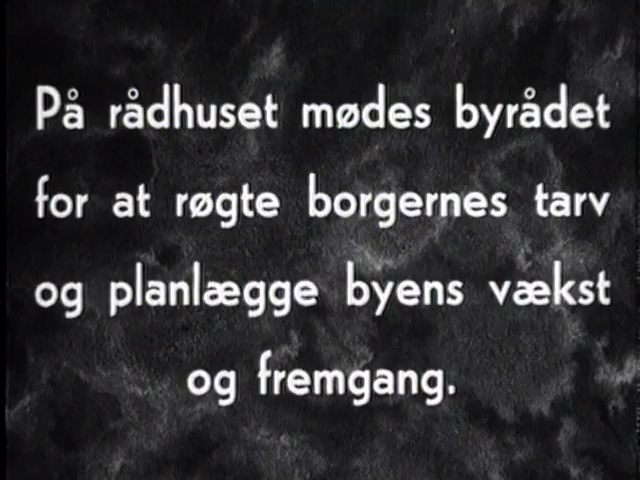 På rådhuset mødes byrådet
for at røgte borgernes tarv
og planlægge byens vækst
og fremgang.